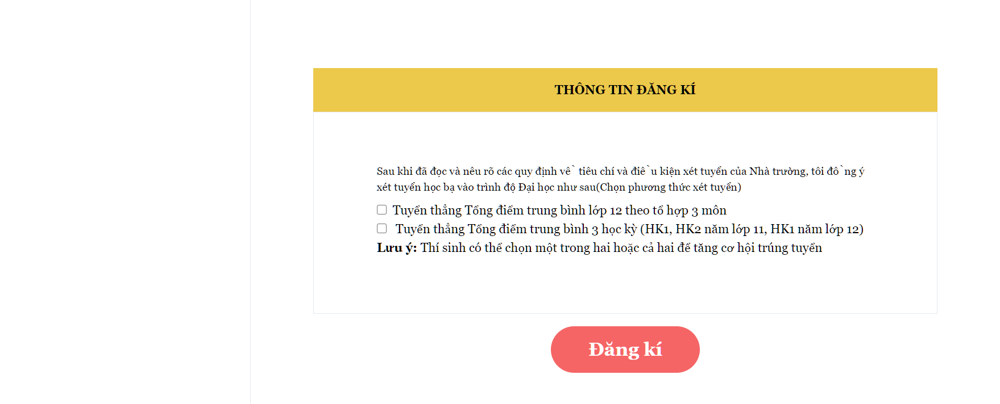 THÔNG TIN ĐĂNG KÍ
Sau khi đã đọc và nêu rõ các quy định về tiêu chí và điều kiện xét tuyển của Nhà trường, tôi đồng ý
xét tuyển học bạ vào trình độ Đại học như sau(Chọn phương thức xét tuyển)
Tuyển thẳng Tổng điểm trung bình lớp 12 theo tổ hợp 3 môn
Tuyển thẳng Tổng điểm trung bình 3 học kỳ (HK1, HK2 năm lớp 11, HK1 năm lớp 12)
Lưu ý: Thí sinh có thể chọn một trong hai hoặc cả hai để tăng cơ hội trúng tuyển
Đăng kí